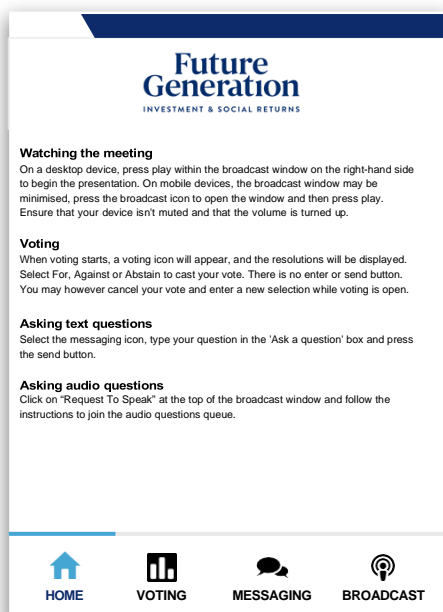 Future
Generation
INVESTMENT & SOCIAL RETURNS
Watching the meeting
On a desktop device, press play within the broadcast window on the right-hand side
to begin the presentation. On mobile devices, the broadcast window may be
minimised, press the broadcast icon to open the window and then press play.
Ensure that your device isn't muted and that the volume is turned up.
Voting
When voting starts, a voting icon will appear, and the resolutions will be displayed.
Select For, Against or Abstain to cast your vote. There is no enter or send button.
You may however cancel your vote and enter a new selection while voting is open.
Asking text questions
Select the messaging icon, type your question in the 'Ask a question' box and press
the send button.
Asking audio questions
Click on “Request To Speak” at the top of the broadcast window and follow the
instructions to join the audio questions queue.
HOME
VOTING
MESSAGING
BROADCAST